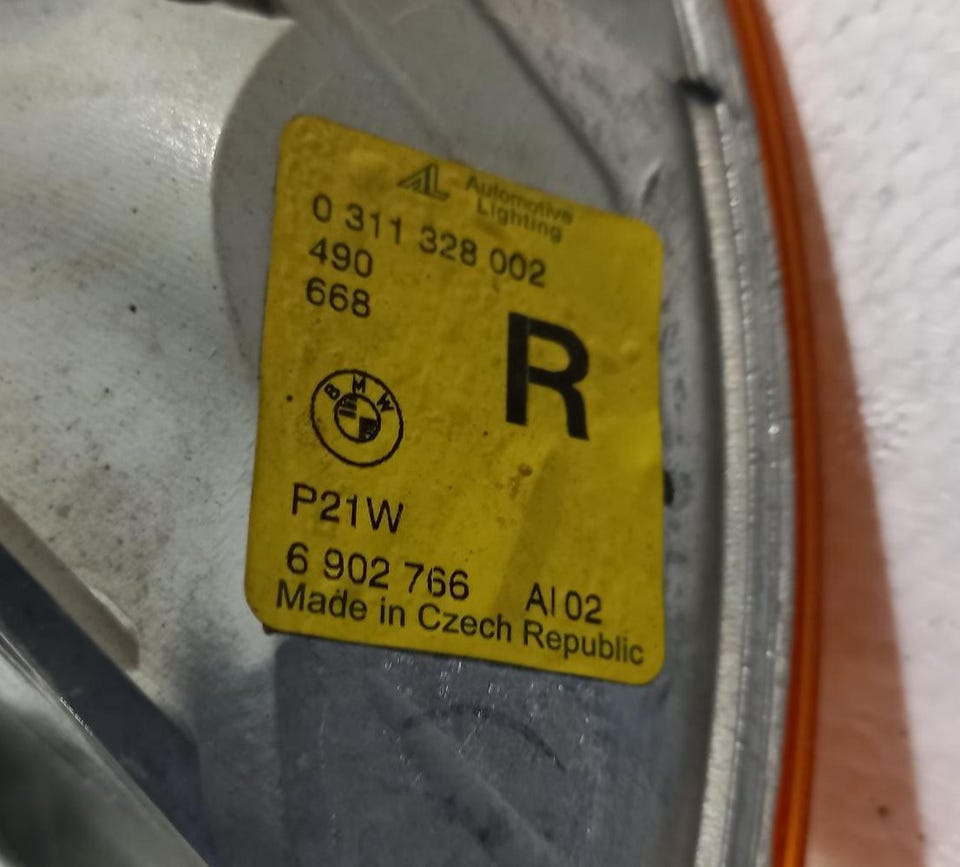 AL Automotive
Lighting
0 311 328 002
490
668
R
BMW
P21W
6 902 766 AI 02
Made in Czech Republic